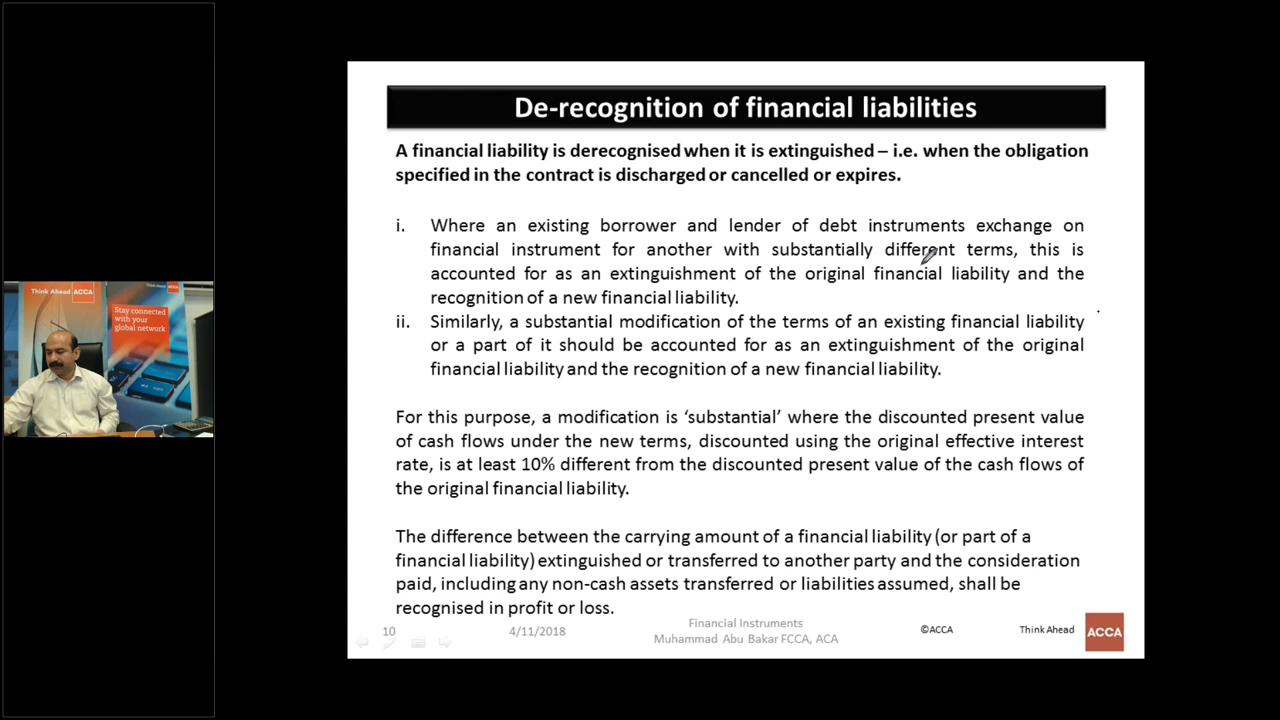 De-recognition of financial liabilities
A financial liability is derecognised when it is extinguished – i.e. when the obligation
specified in the contract is discharged or cancelled or expires.
i. Where an existing borrower and lender of debt instruments exchange on
financial instrument for another with substantially different terms, this is
accounted for as an extinguishment of the original financial liability and the
recognition of a new financial liability.
ii. Similarly, a substantial modification of the terms of an existing financial liability
or a part of it should be accounted for as an extinguishment of the original
financial liability and the recognition of a new financial liability.
For this purpose, a modification is ‘substantial’ where the discounted present value
of cash flows under the new terms, discounted using the original effective interest
rate, is at least 10% different from the discounted present value of the cash flows of
the original financial liability.
The difference between the carrying amount of a financial liability (or part of a
financial liability) extinguished or transferred to another party and the consideration
paid, including any non-cash assets transferred or liabilities assumed, shall be
recognised in profit or loss.
10
4/11/2018
Financial Instruments
Muhammad Abu Bakar FCCA, ACA
©ACCA
Think Ahead
ACCA
Think Ahead ACCA
Think Ahead
Stay connected
with your
global network